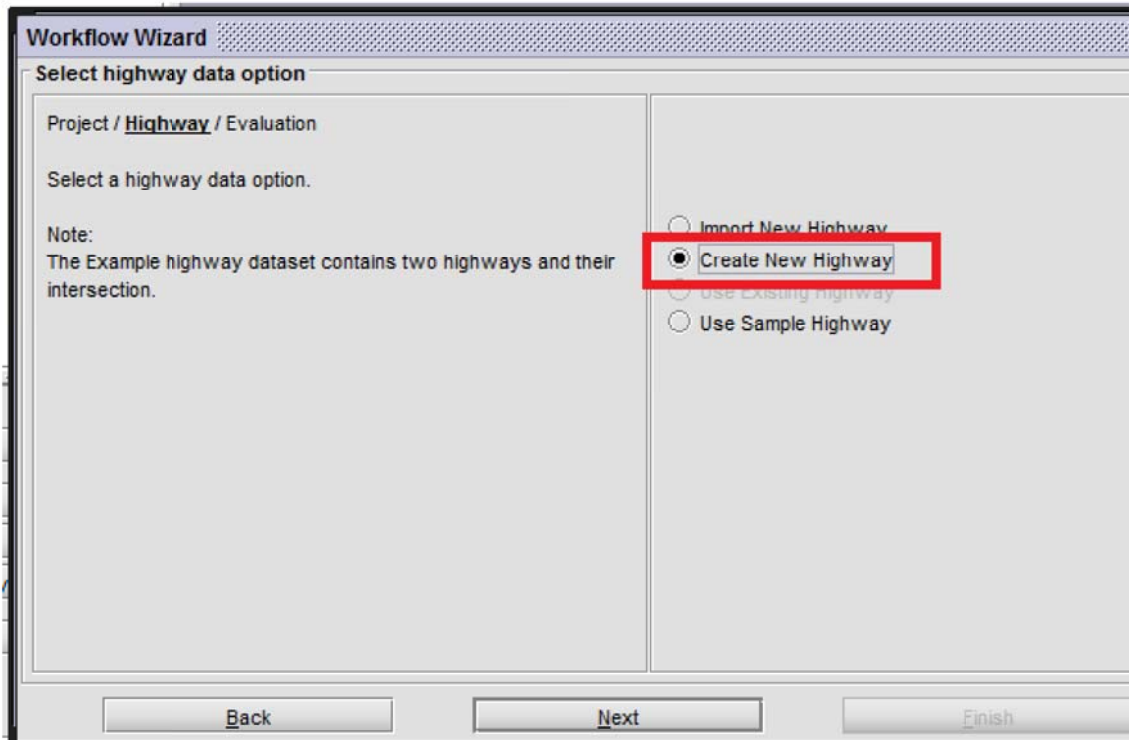 Workflow Wizard
Select highway data option
Project / Highway / Evaluation
Select a highway data option.
Note:
The Example highway dataset contains two highways and their
intersection.
Import New Highway
Create New Highway
Use Existing Highway
Use Sample Highway
Back
Next
Finish